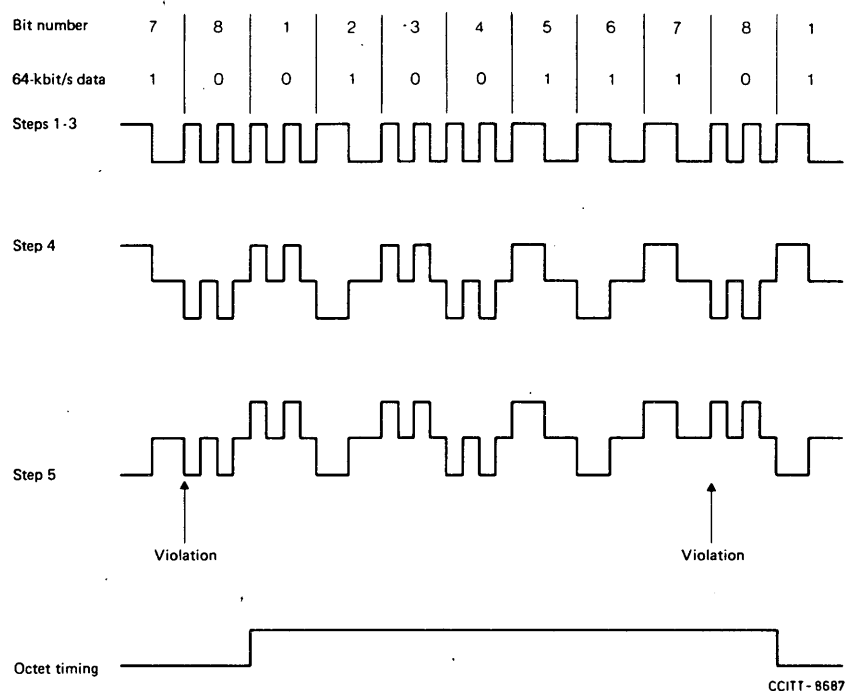 Bit number 7 8 1 2 3 4 5 6 7 8 1
64-kbit/s data 1 0 0 1 0 0 1 1 1 0 1
Steps 1-3
Step 4
Step 5
Violation Violation
Octet timing
CCITT-8687